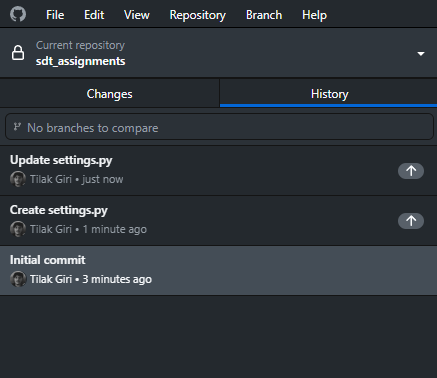 File Edit View Repository Branch Help
Current repository
sdt_assignments
Changes History
No branches to compare
Update settings.py
Tilak Giri • just now
Create settings.py
Tilak Giri • 1 minute ago
Initial commit
Tilak Giri • 3 minutes ago